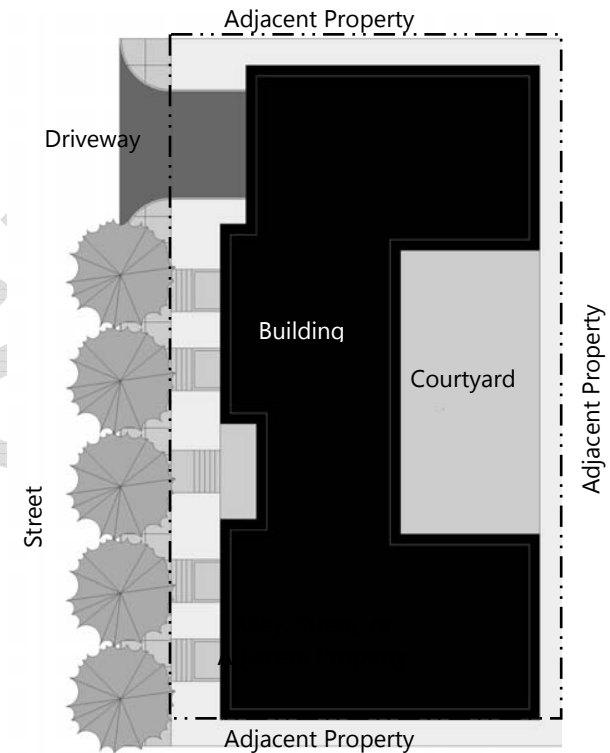 Adjacent Property
Driveway
Building
Courtyard
Adjacent Property
Street
Adjacent Property